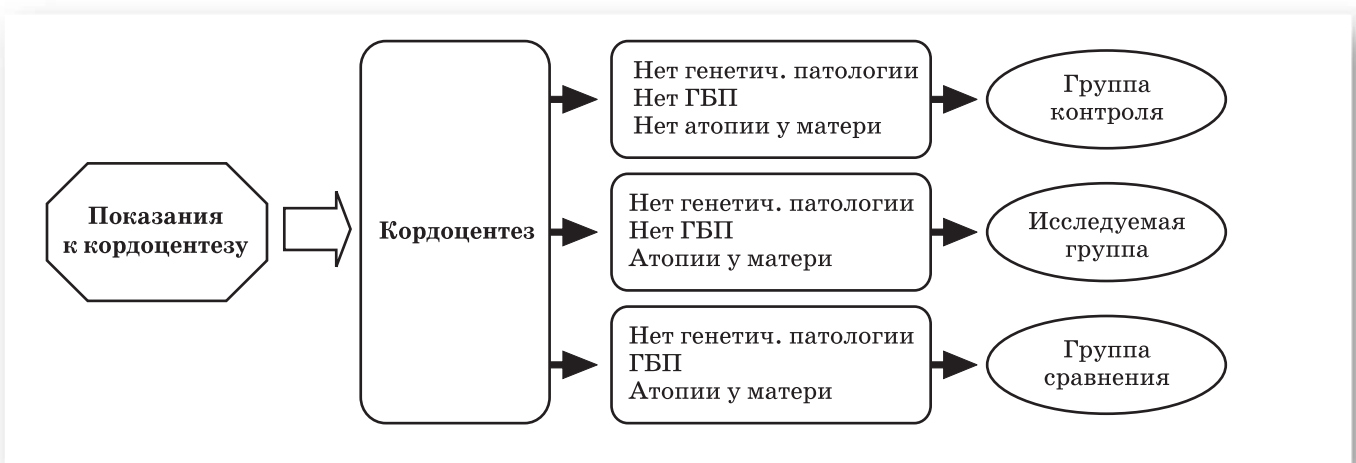 Показания
к кордоцентезу
Кордоцентез
Нет генетич. патологии
Нет ГБП
Нет атопии у матери
Группа
контроля
Нет генетич. патологии
Нет ГБП
Атопии у матери
Исследуемая
группа
Нет генетич. патологии
ГБП
Атопии у матери
Группа
сравнения